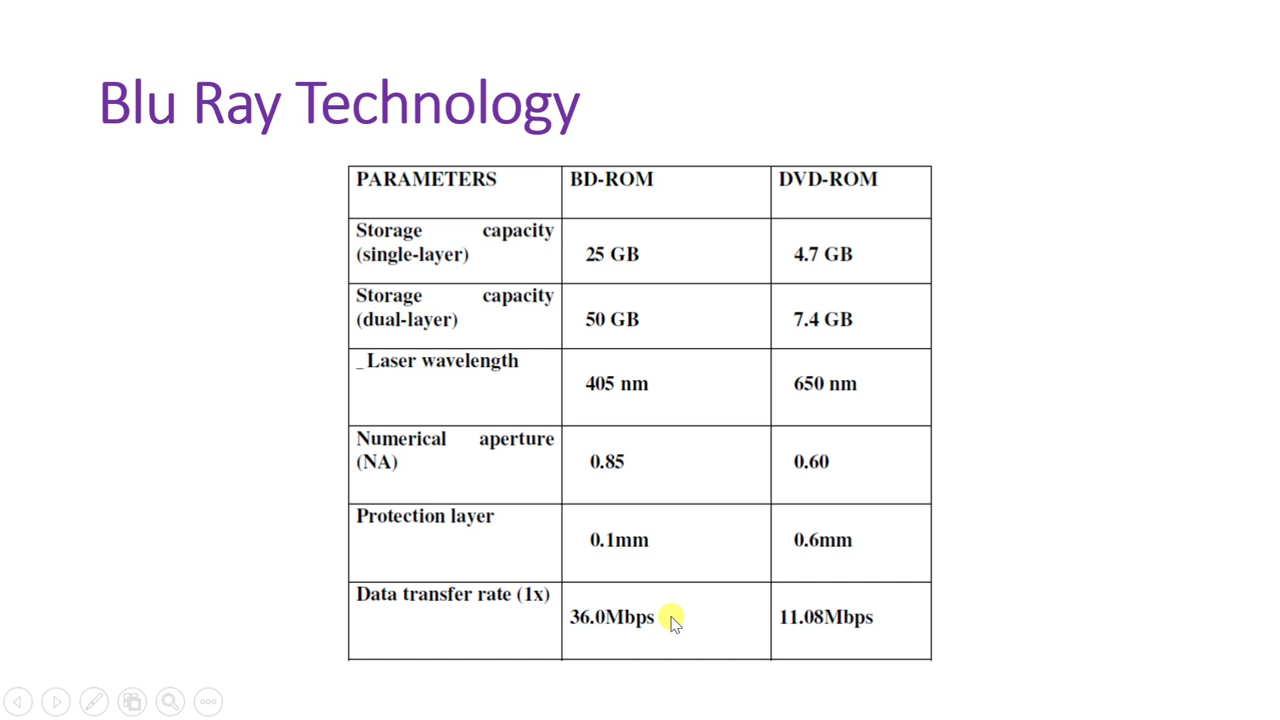 Blu Ray Technology
PARAMETERS BD-ROM DVD-ROM
Storage capacity
(single-layer) 25 GB 4.7 GB
Storage capacity
(dual-layer) 50 GB 7.4 GB
_ Laser wavelength
405 nm 650 nm
Numerical aperture
(NA) 0.85 0.60
Protection layer
0.1mm 0.6mm
Data transfer rate (1x)
36.0Mbps 11.08Mbps